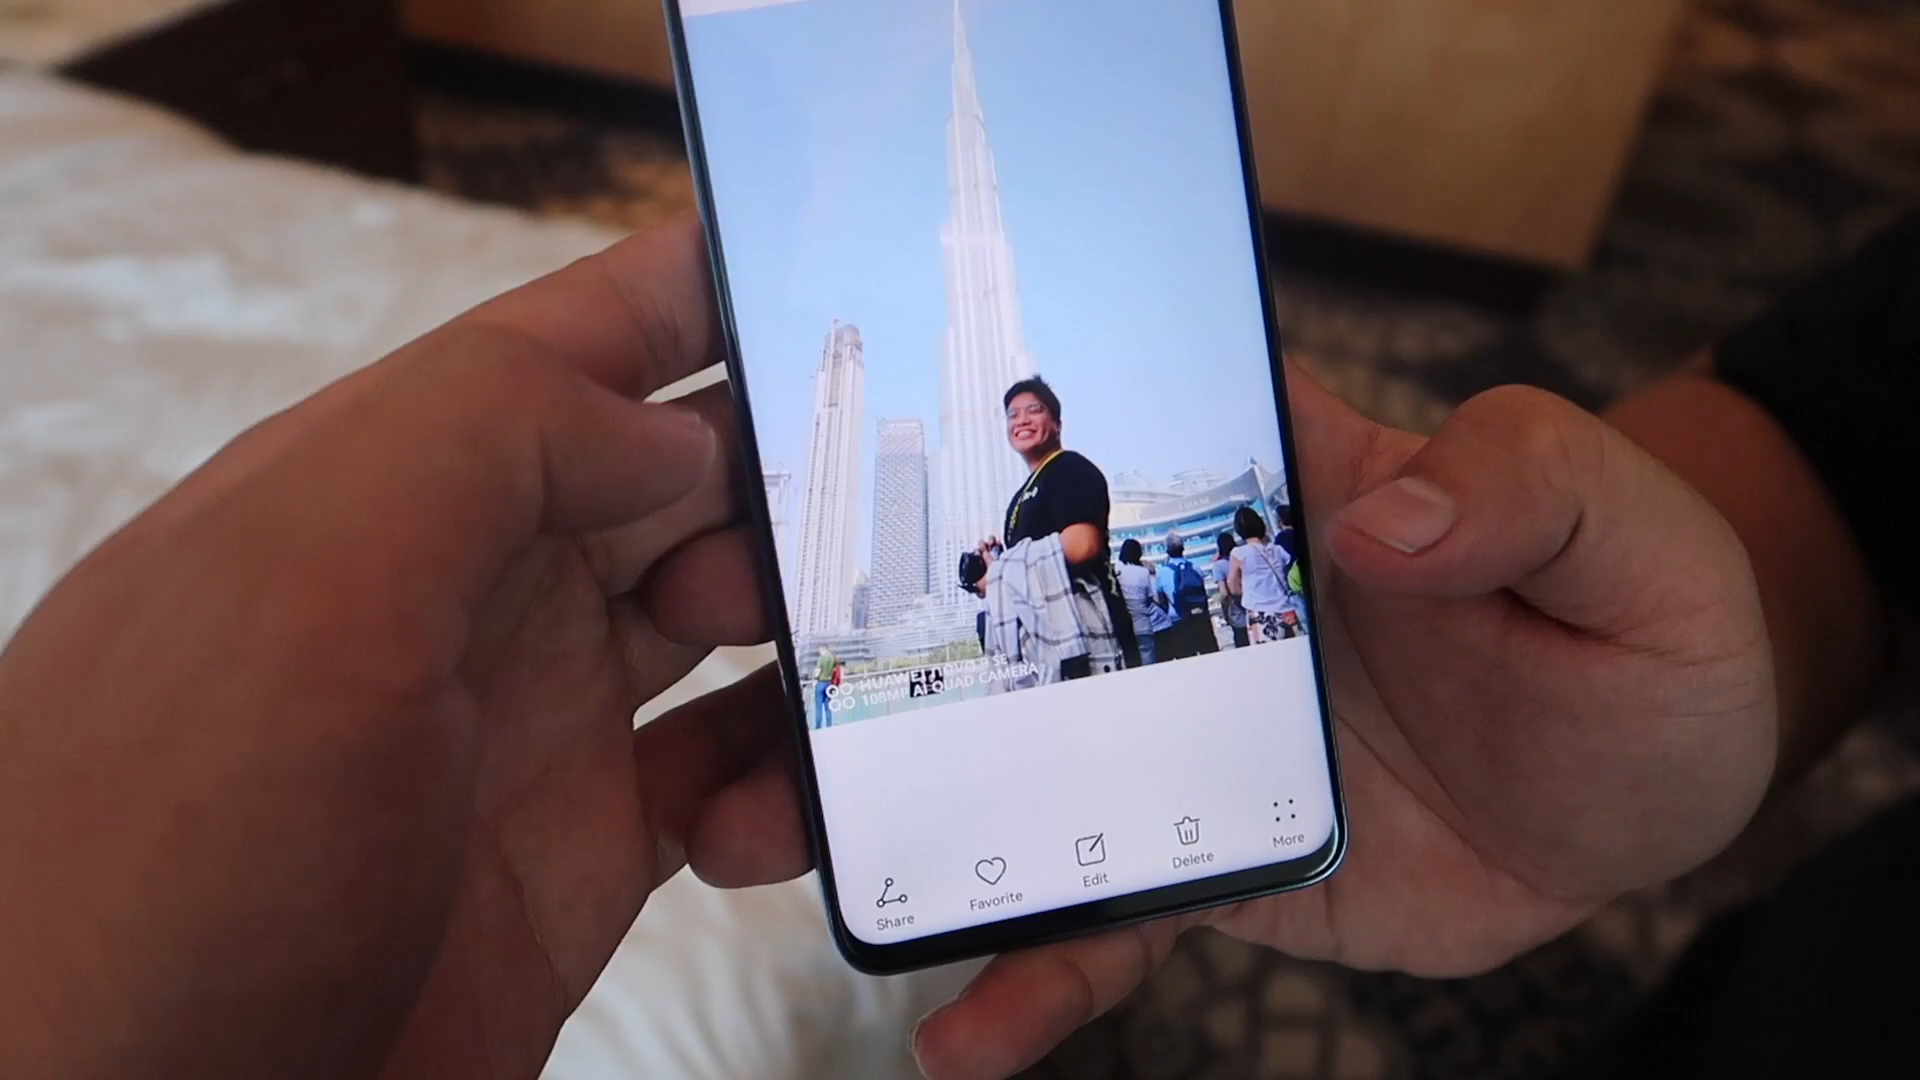 HUAWEI nova 9 SE
108MP AI QUAD CAMERA
Share
Favorite
Edit
Delete
More